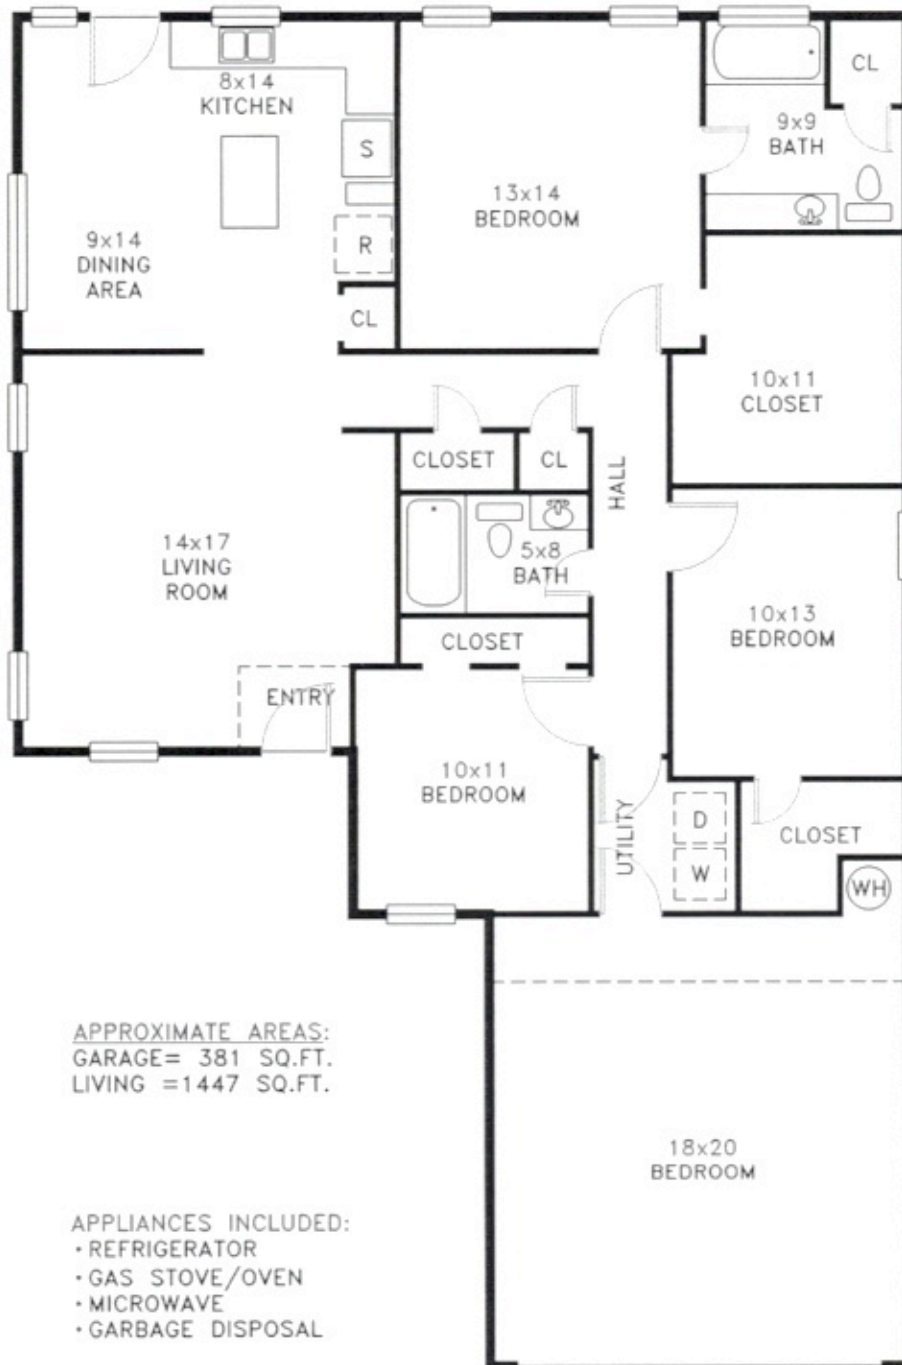 CL
8x14
KITCHEN
9x9
BATH
S
13x14
BEDROOM
9x14
DINING
AREA
R
CL
10x11
CLOSET
CLOSET
CL
HALL
14x17
LIVING
ROOM
5x8
BATH
10x13
BEDROOM
CLOSET
ENTRY
10x11
BEDROOM
UTILITY
D
W
CLOSET
WH
APPROXIMATE AREAS:
GARAGE= 381 SQ.FT.
LIVING =1447 SQ.FT.
18x20
BEDROOM
APPLIANCES INCLUDED:
• REFRIGERATOR
• GAS STOVE/OVEN
• MICROWAVE
• GARBAGE DISPOSAL